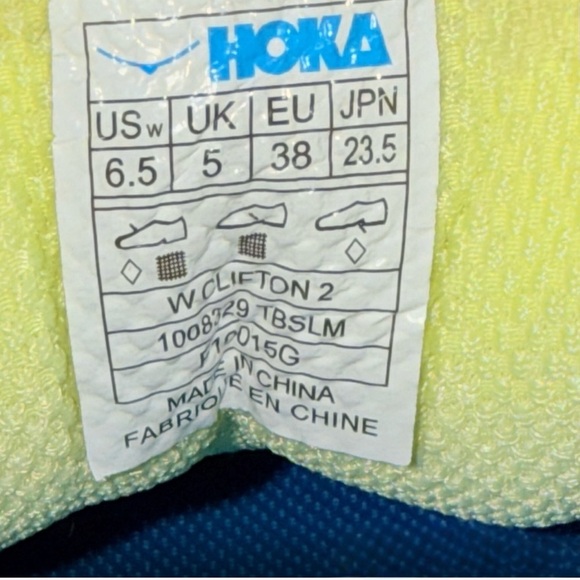 HOKA
USw UK EU JPN
6.5 5 38 23.5
W CLIFTON 2
TBSLM
MADE IN CHINA
FABRIQUE EN CHINE